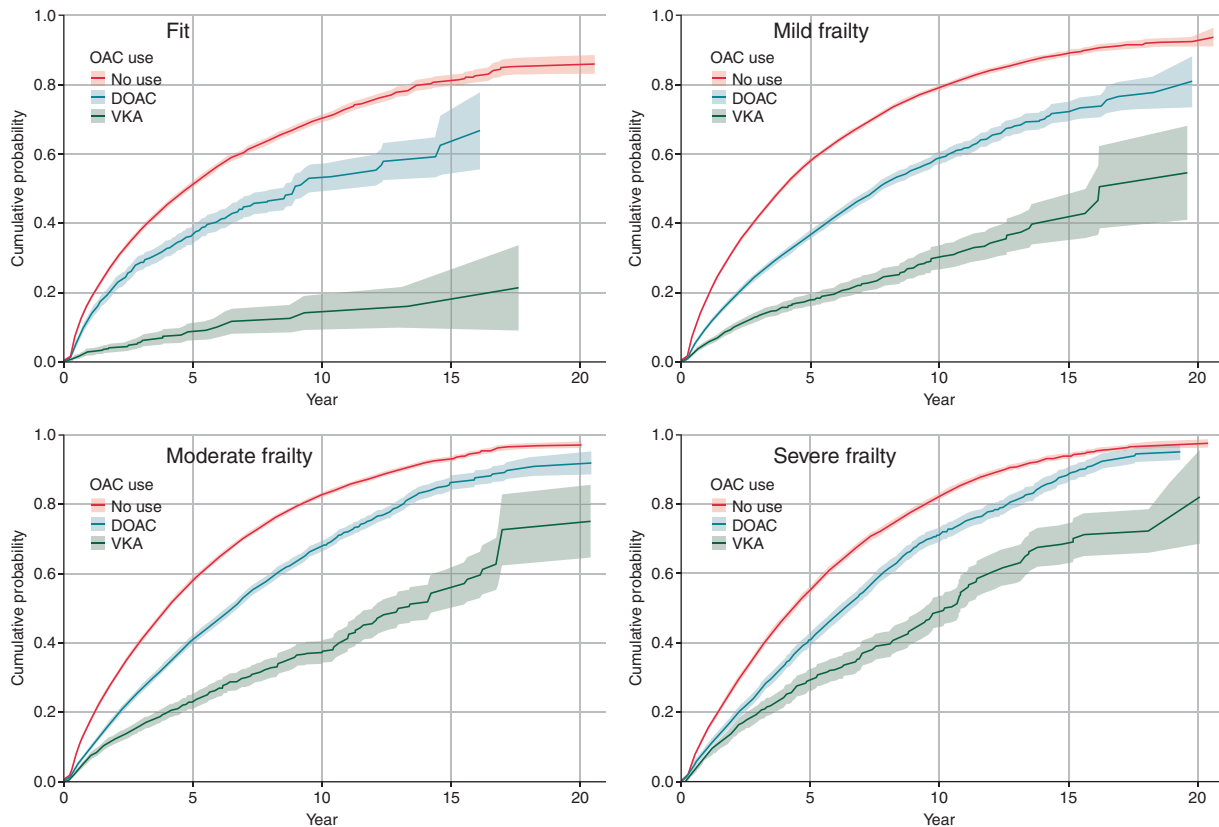 Fit
OAC use
No use
DOAC
VKA
Cumulative probability
1.0
0.8
0.6
0.4
0.2
0.0
0 5 10 15 20
Year
Mild frailty
OAC use
No use
DOAC
VKA
Cumulative probability
1.0
0.8
0.6
0.4
0.2
0.0
0 5 10 15 20
Year
Moderate frailty
OAC use
No use
DOAC
VKA
Cumulative probability
1.0
0.8
0.6
0.4
0.2
0.0
0 5 10 15 20
Year
Severe frailty
OAC use
No use
DOAC
VKA
Cumulative probability
1.0
0.8
0.6
0.4
0.2
0.0
0 5 10 15 20
Year